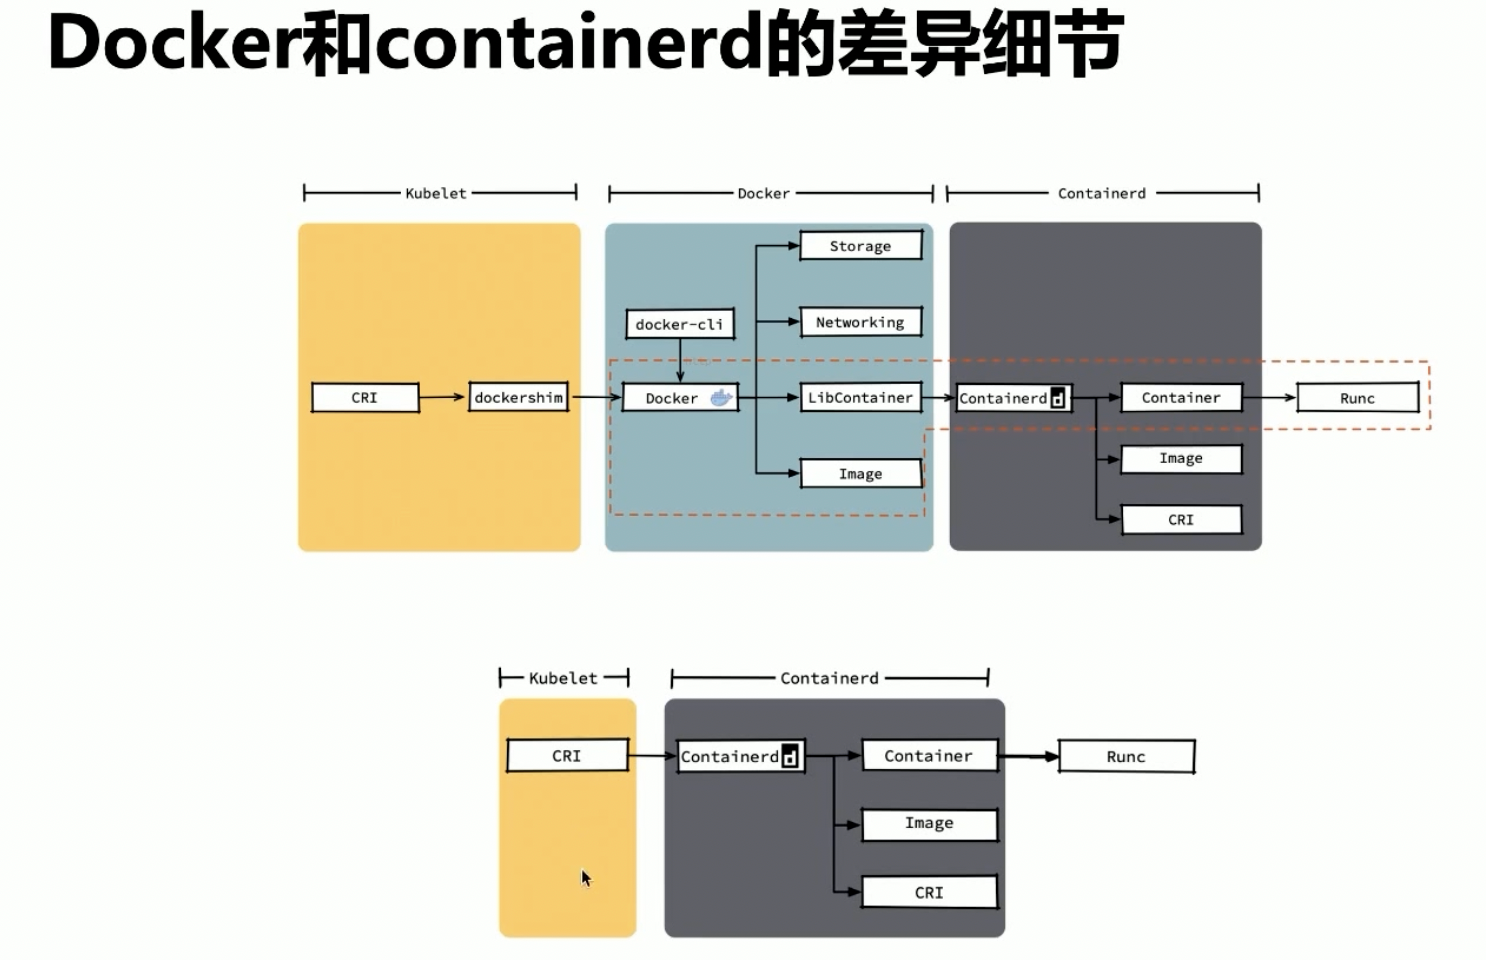 Docker和containerd的差异细节
Kubelet
Docker
Containerd
Storage
docker-cli
Networking
CRI
dockershim
Docker
LibContainer
Containerd d
Container
Runc
Image
Image
CRI
Kubelet
Containerd
CRI
Containerd d
Container
Runc
Image
CRI